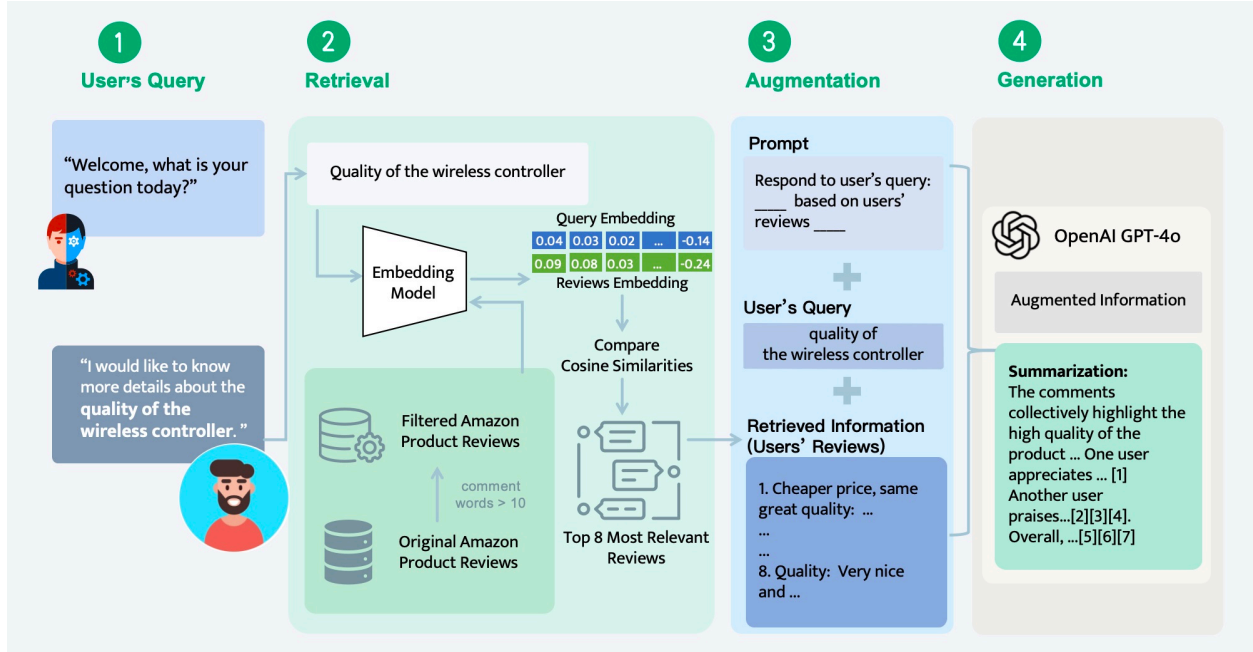 1
User's Query
"Welcome, what is your
question today?"
"I would like to know
more details about the
quality of the
wireless controller. "
2
Retrieval
Quality of the wireless controller
Embedding
Model
Query Embedding
0.04 0.03 0.02 ... -0.14
0.09 0.08 0.03 ... -0.24
Reviews Embedding
Compare
Cosine Similarities
Filtered Amazon
Product Reviews
comment
words > 10
Original Amazon
Product Reviews
Top 8 Most Relevant
Reviews
3
Augmentation
Prompt
Respond to user's query:
____ based on users'
reviews ____
User's Query
quality of
the wireless controller
Retrieved Information
(Users' Reviews)
1. Cheaper price, same
great quality: ...
...
...
8. Quality: Very nice
and ...
4
Generation
OpenAI GPT-4o
Augmented Information
Summarization:
The comments
collectively highlight the
high quality of the
product ... One user
appreciates ... [1]
Another user
praises...[2][3][4].
Overall, ...[5][6][7]